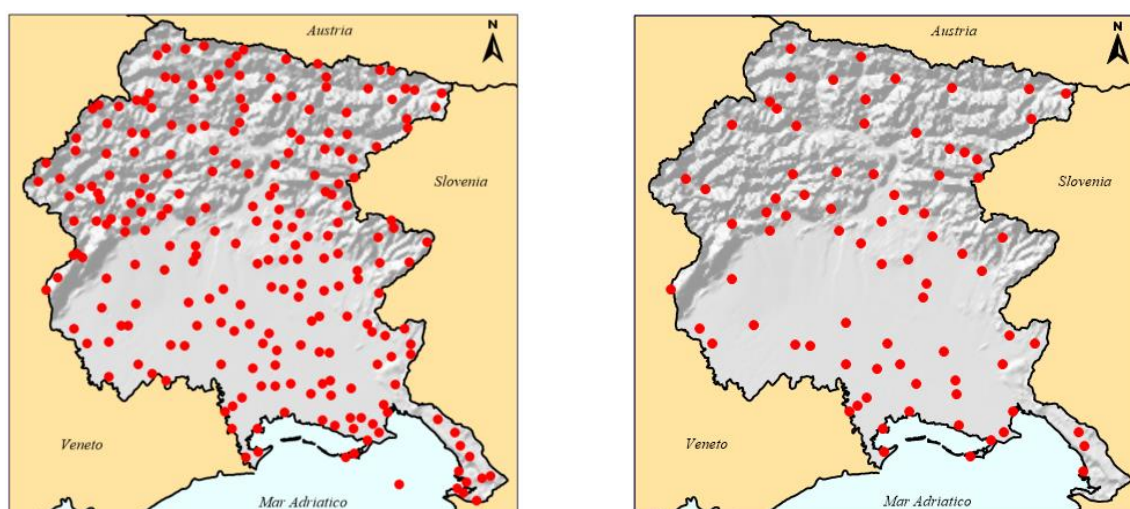 Austria
N
Slovenia
Veneto
Mar Adriatico
Austria
N
Slovenia
Veneto
Mar Adriatico